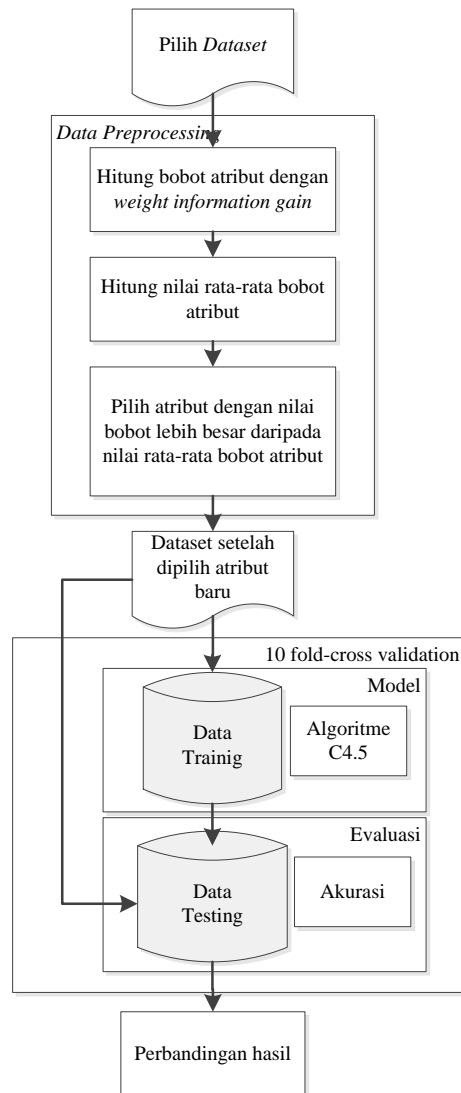 Pilih Dataset
Data Preprocessing
Hitung bobot atribut dengan
weight information gain
Hitung nilai rata-rata bobot
atribut
Pilih atribut dengan nilai
bobot lebih besar daripada
nilai rata-rata bobot atribut
Dataset setelah
dipilih atribut
baru
10 fold-cross validation
Model
Data
Trainig
Algoritme
C4.5
Evaluasi
Data
Testing
Akurasi
Perbandingan hasil